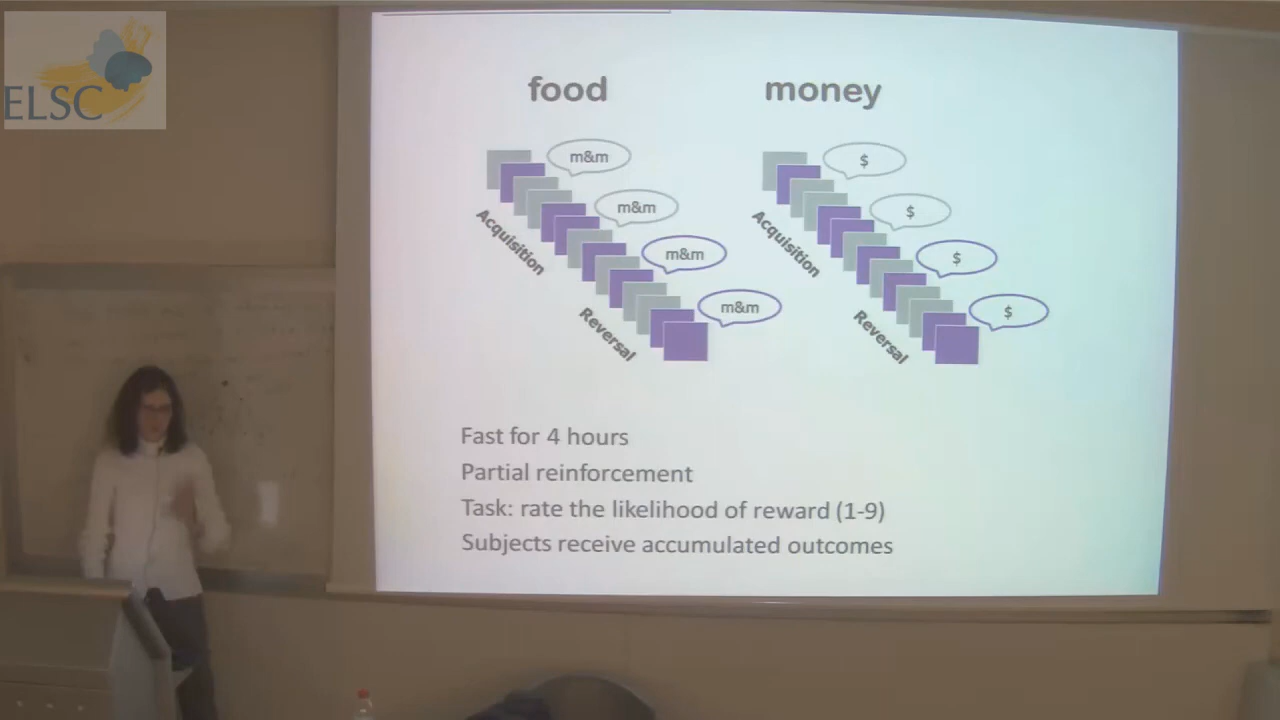 ELSC
food
money
m&m
m&m
m&m
m&m
Acquisition
Reversal
$
$
$
$
Acquisition
Reversal
Fast for 4 hours
Partial reinforcement
Task: rate the likelihood of reward (1-9)
Subjects receive accumulated outcomes